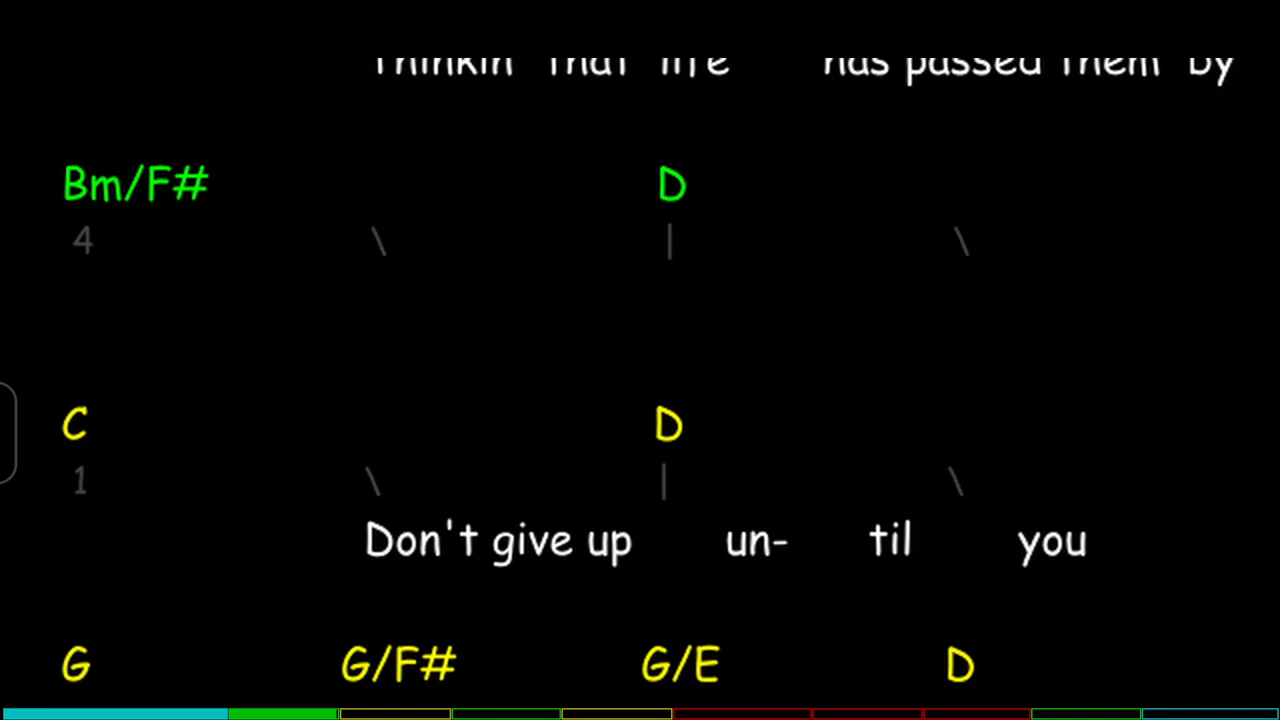 Thinkin' that life has passed them by
Bm/F# D
4 \ | \
C D
1 \ | \
Don't give up un- til you
G G/F# G/E D